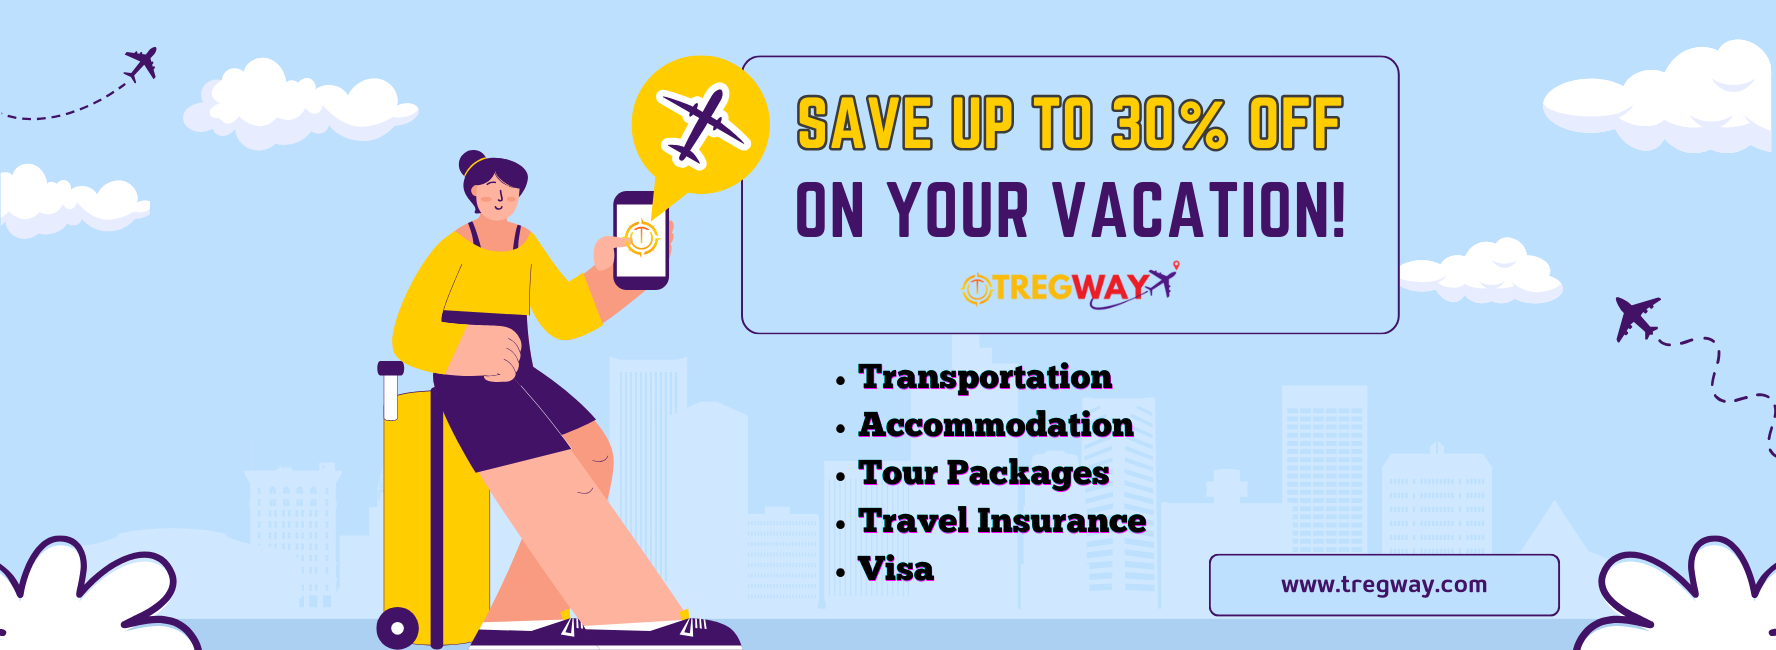 SAVE UP TO 30% OFF
ON YOUR VACATION!
TREGWAY
• Transportation
• Accommodation
• Tour Packages
• Travel Insurance
• Visa
www.tregway.com